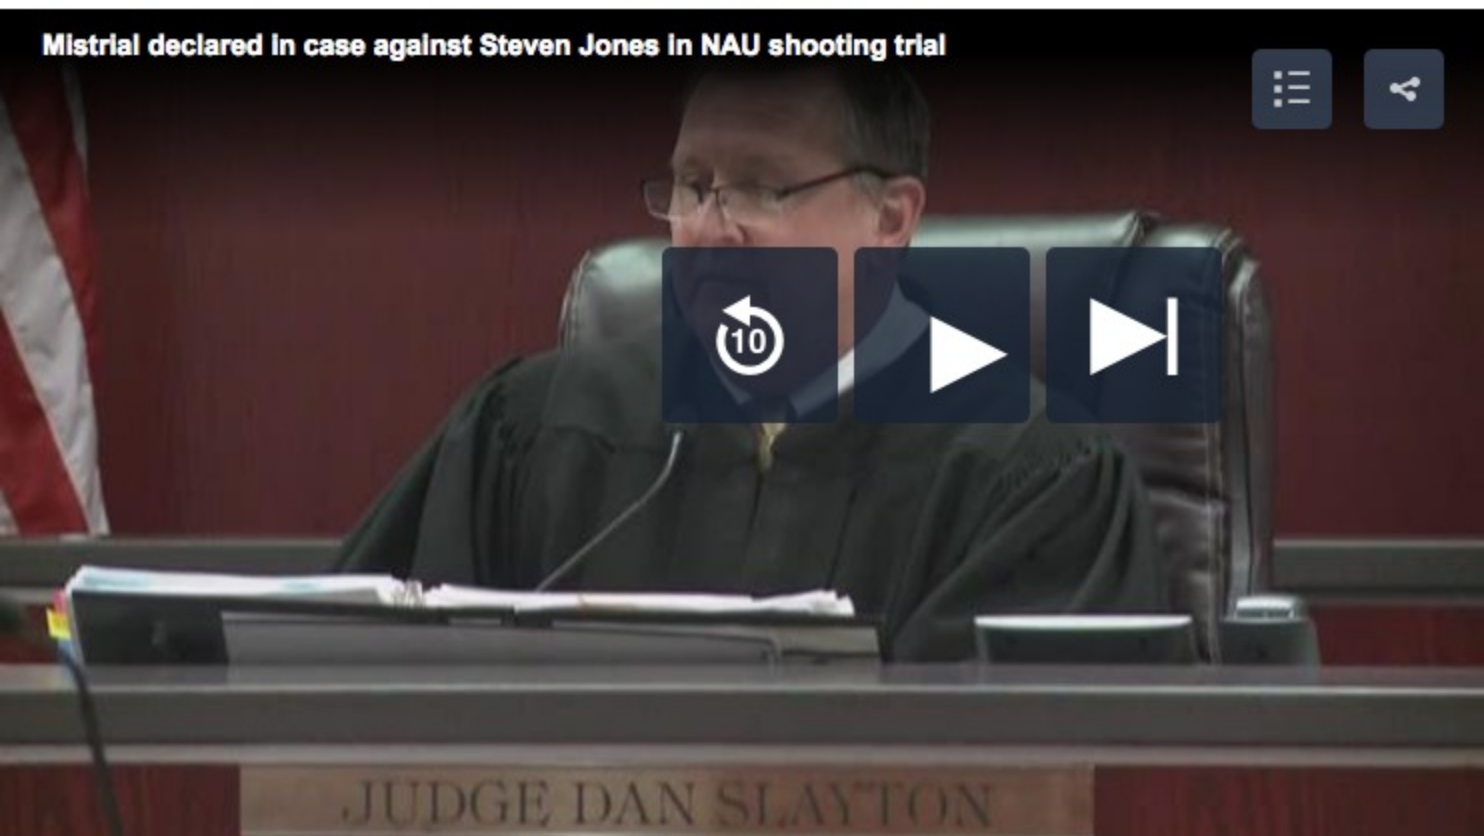 Mistrial declared in case against Steven Jones in NAU shooting trial
10
JUDGE DAN SLAYTON